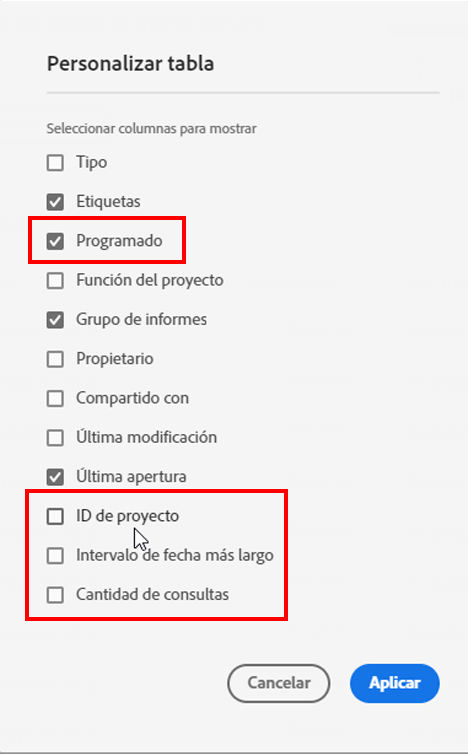 Personalizar tabla
Seleccionar columnas para mostrar
Tipo
Etiquetas
Programado
Función del proyecto
Grupo de informes
Propietario
Compartido con
Última modificación
Última apertura
ID de proyecto
Intervalo de fecha más largo
Cantidad de consultas
Cancelar
Aplicar